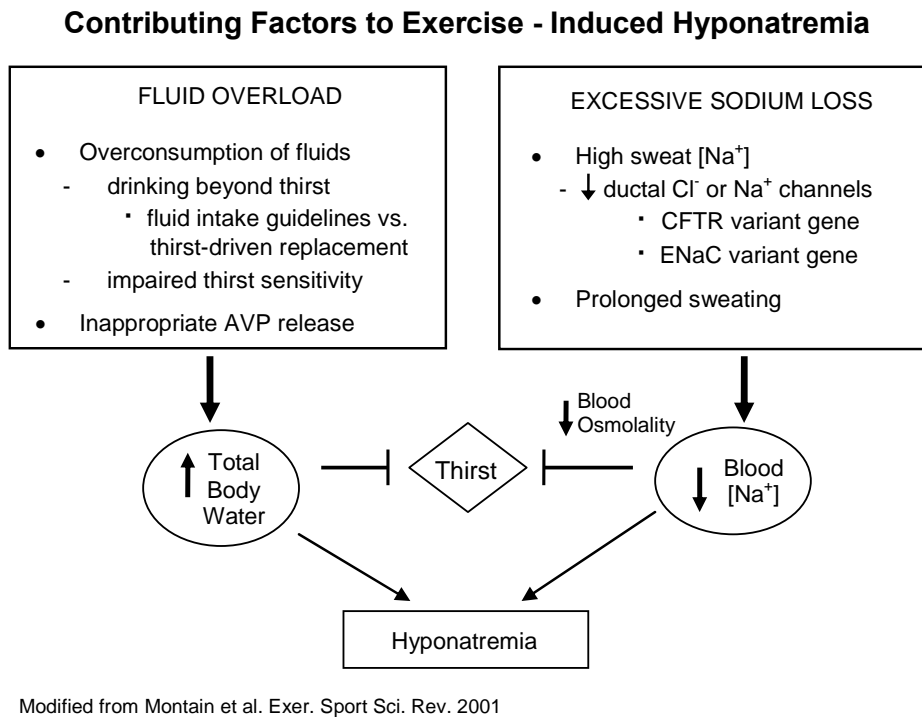 Contributing Factors to Exercise - Induced Hyponatremia
FLUID OVERLOAD
• Overconsumption of fluids
- drinking beyond thirst
▪ fluid intake guidelines vs.
thirst-driven replacement
- impaired thirst sensitivity
• Inappropriate AVP release
EXCESSIVE SODIUM LOSS
• High sweat [Na⁺]
- ↓ ductal Cl⁻ or Na⁺ channels
▪ CFTR variant gene
▪ ENaC variant gene
• Prolonged sweating
↑ Total
Body
Water
Thirst
↓ Blood
Osmolality
↓ Blood
[Na⁺]
Hyponatremia
Modified from Montain et al. Exer. Sport Sci. Rev. 2001